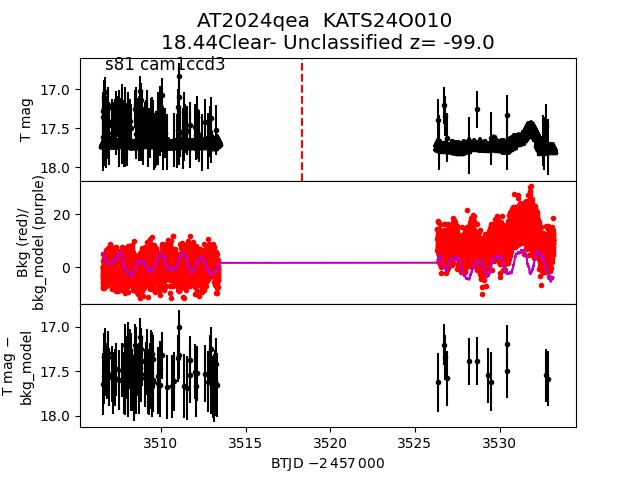 AT2024qea  KATS24O010
18.44Clear- Unclassified z= -99.0
s81 cam1ccd3
T mag
17.0
17.5
18.0
Bkg (red)/
bkg_model (purple)
20
0
T mag −
bkg_model
17.0
17.5
18.0
3510
3515
3520
3525
3530
BTJD −2 457 000